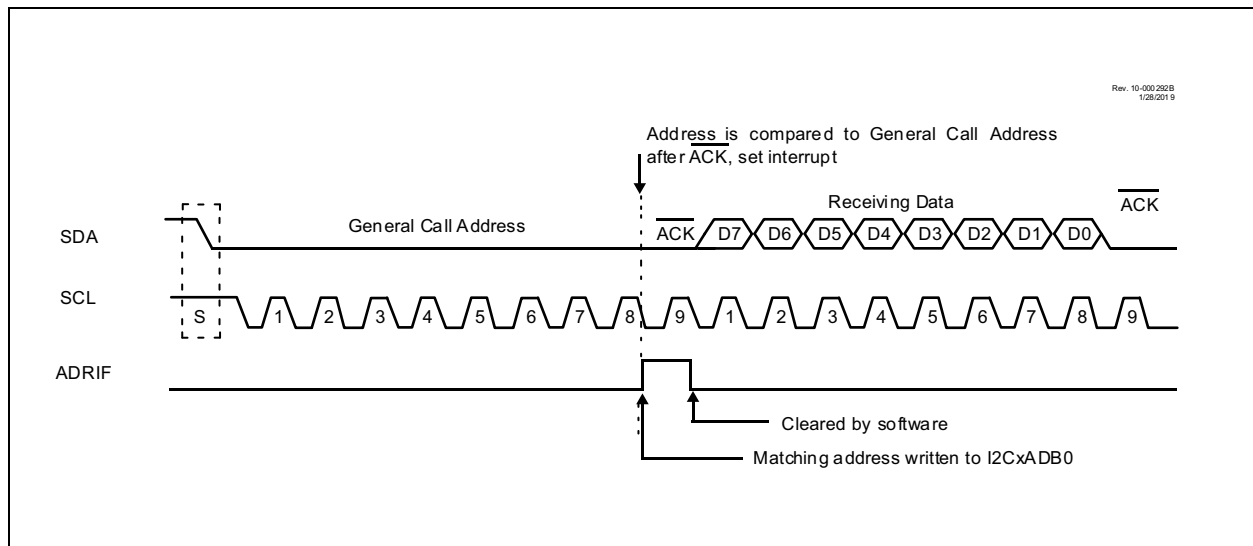 Rev. 10-000292B
1/28/2019
Address is compared to General Call Address
after ACK, set interrupt
Receiving Data
ACK
SDA
General Call Address
ACK
D7 D6 D5 D4 D3 D2 D1 D0
SCL
S
1 2 3 4 5 6 7 8 9 1 2 3 4 5 6 7 8 9
ADRIF
Cleared by software
Matching address written to I2CxADB0